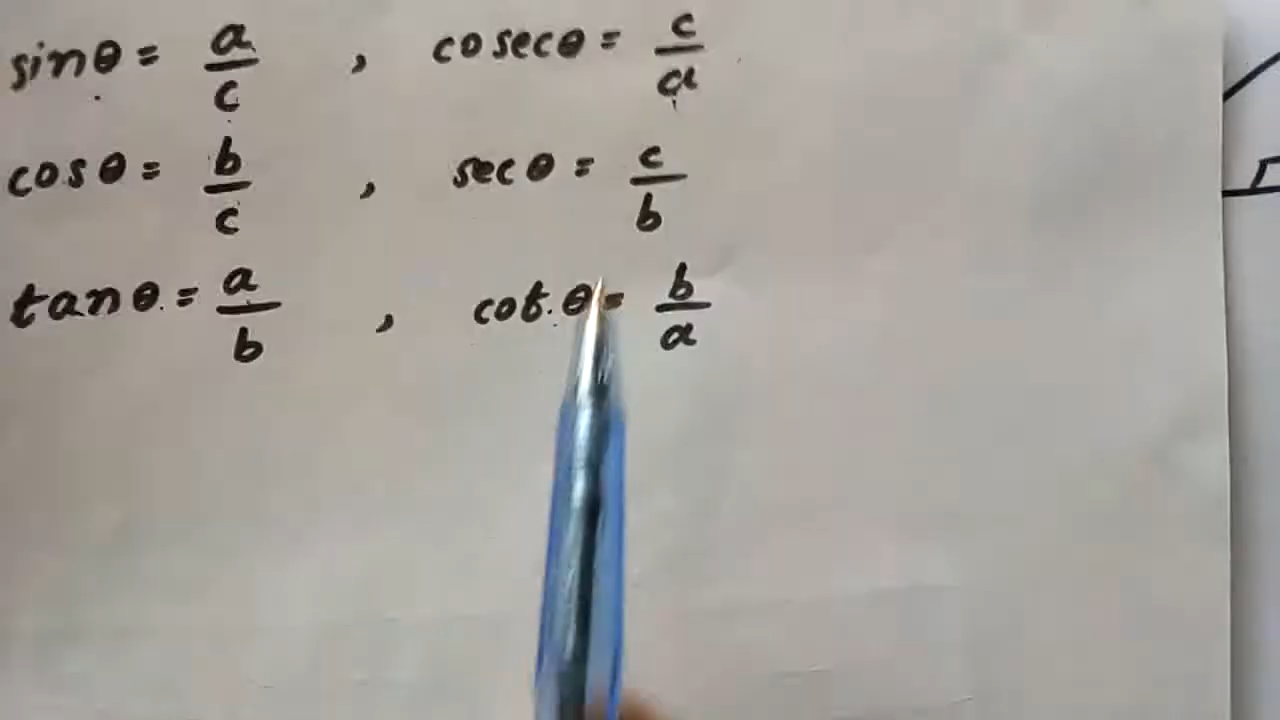 sinθ = a/c , cosecθ = c/a
cosθ = b/c , secθ = c/b
tanθ = a/b , cot.θ = b/a